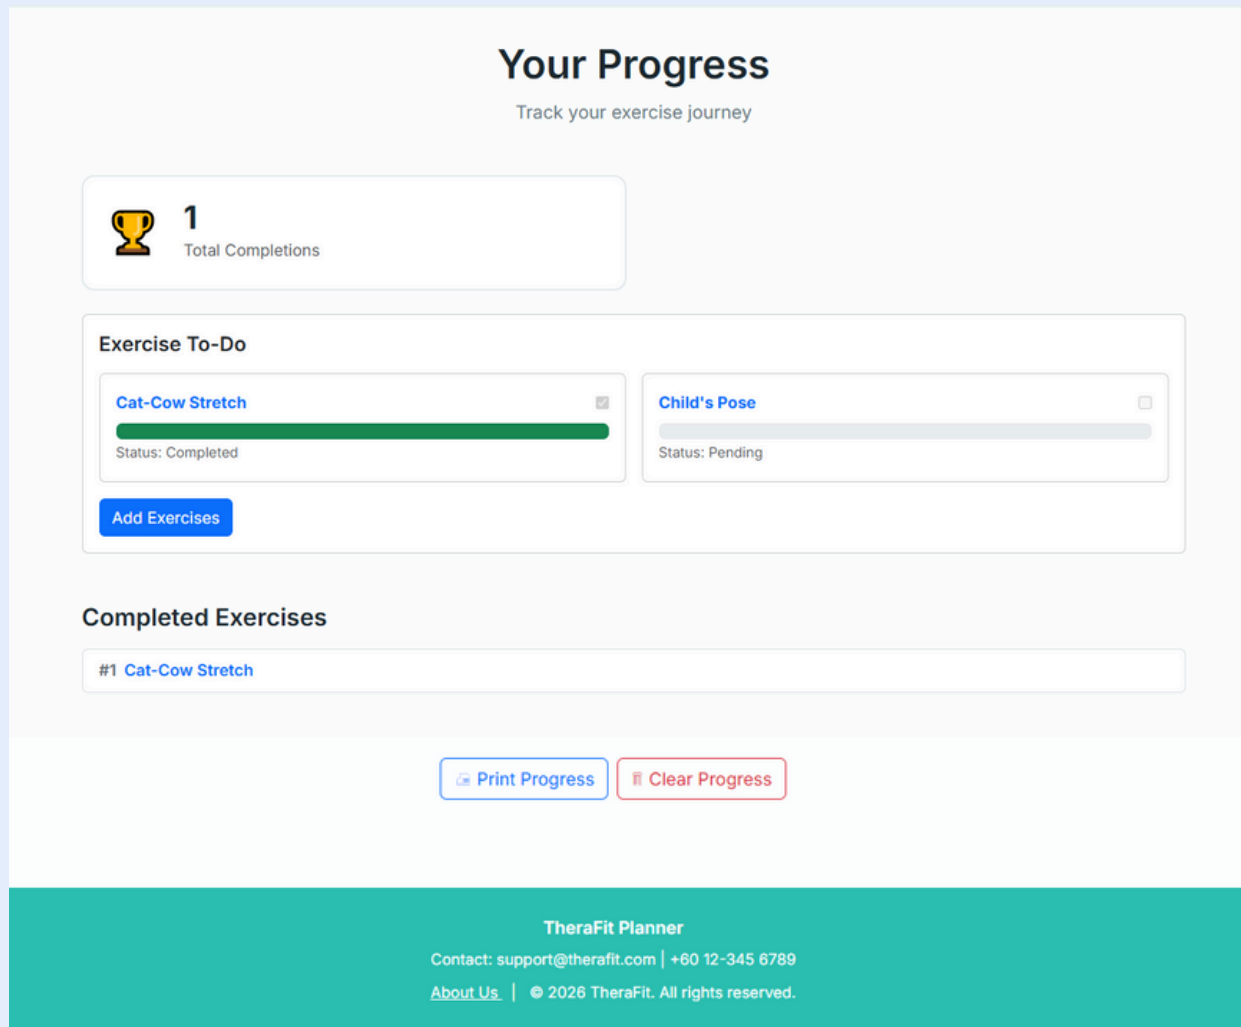 Your Progress
Track your exercise journey
1
Total Completions
Exercise To-Do
Cat-Cow Stretch
Status: Completed
Child's Pose
Status: Pending
Add Exercises
Completed Exercises
#1 Cat-Cow Stretch
Print Progress
Clear Progress
TheraFit Planner
Contact: support@therafit.com | +60 12-345 6789
About Us | © 2026 TheraFit. All rights reserved.